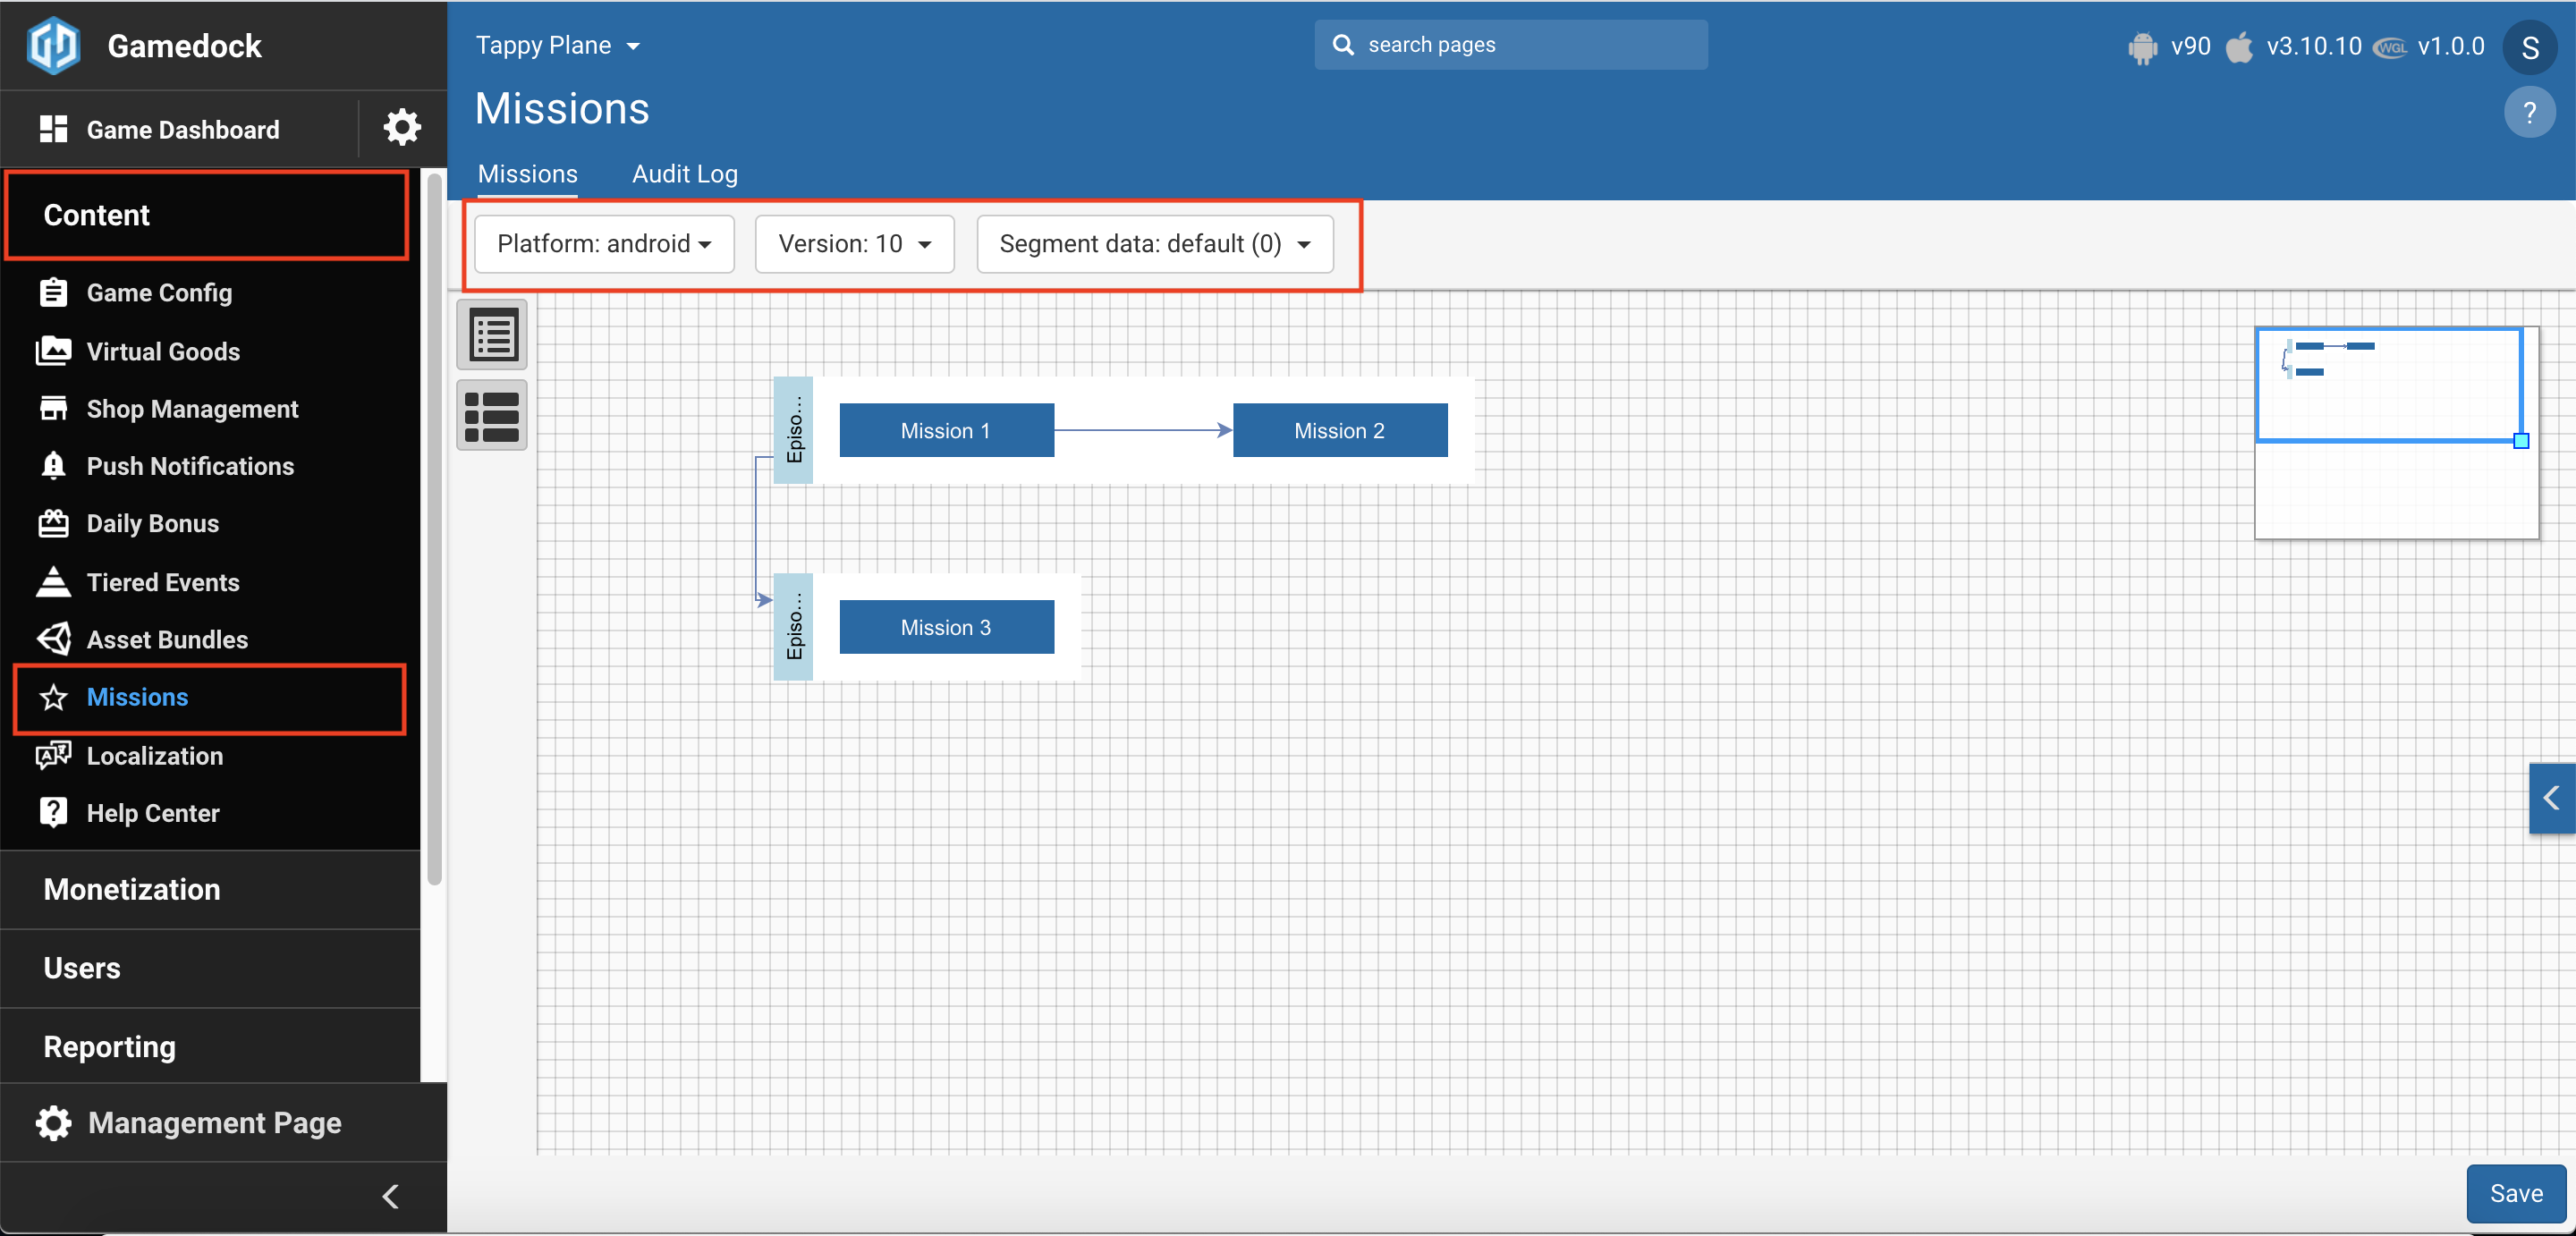 Gamedock
Game Dashboard
Content
Game Config
Virtual Goods
Shop Management
Push Notifications
Daily Bonus
Tiered Events
Asset Bundles
Missions
Localization
Help Center
Monetization
Users
Reporting
Management Page
Tappy Plane
search pages
v90
v3.10.10
WGL
v1.0.0
S
?
Missions
Missions
Audit Log
Platform: android
Version: 10
Segment data: default (0)
Episo...
Mission 1
Mission 2
Episo...
Mission 3
Save